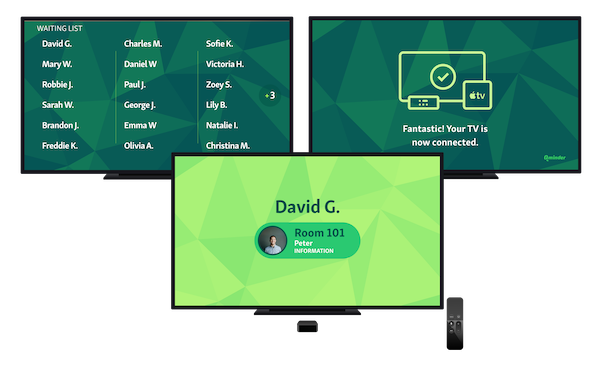 WAITING LIST
David G. Charles M. Sofie K.
Mary W. Daniel W Victoria H.
Robbie J. Paul J. Zoey S.
+3
Sarah W. George J. Lily B.
Brandon J. Emma W Natalie I.
Freddie K. Olivia A. Christina M.
tv
Fantastic! Your TV is
now connected.
David G.
Room 101
Peter
INFORMATION